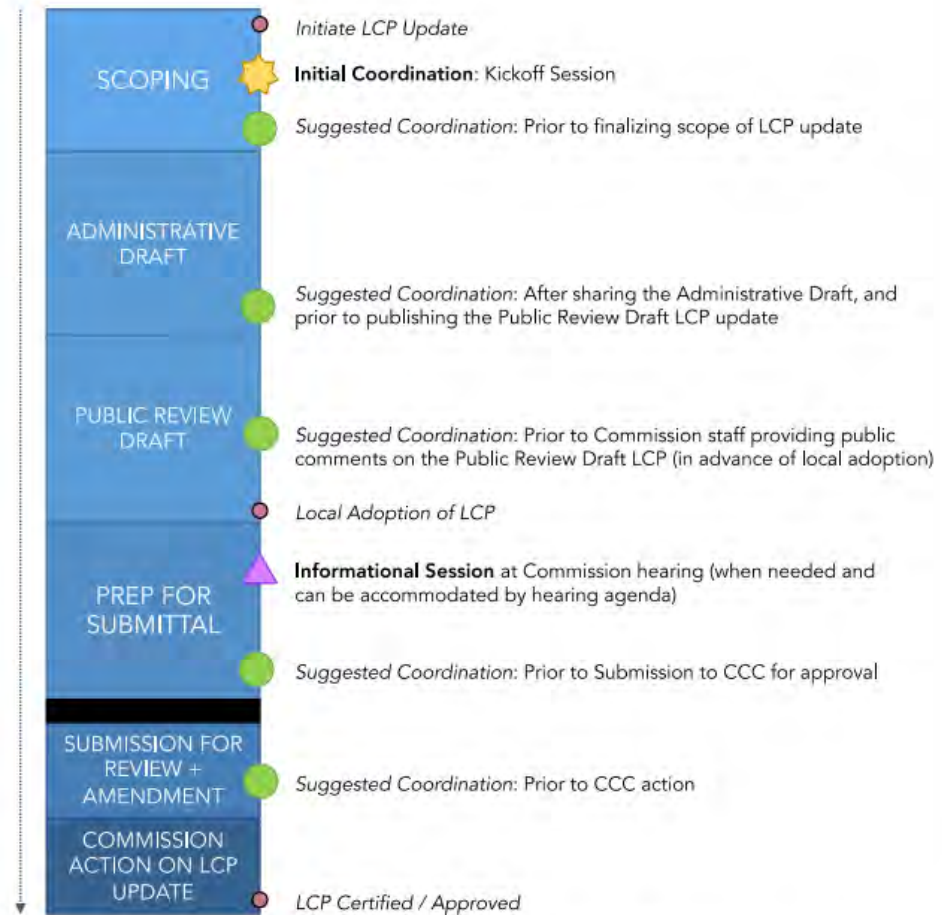 Initiate LCP Update
SCOPING
Initial Coordination: Kickoff Session
Suggested Coordination: Prior to finalizing scope of LCP update
ADMINISTRATIVE
DRAFT
Suggested Coordination: After sharing the Administrative Draft, and
prior to publishing the Public Review Draft LCP update
PUBLIC REVIEW
DRAFT
Suggested Coordination: Prior to Commission staff providing public
comments on the Public Review Draft LCP (in advance of local adoption)
Local Adoption of LCP
PREP FOR
SUBMITTAL
Informational Session at Commission hearing (when needed and
can be accommodated by hearing agenda)
Suggested Coordination: Prior to Submission to CCC for approval
SUBMISSION FOR
REVIEW +
AMENDMENT
Suggested Coordination: Prior to CCC action
COMMISSION
ACTION ON LCP
UPDATE
LCP Certified / Approved